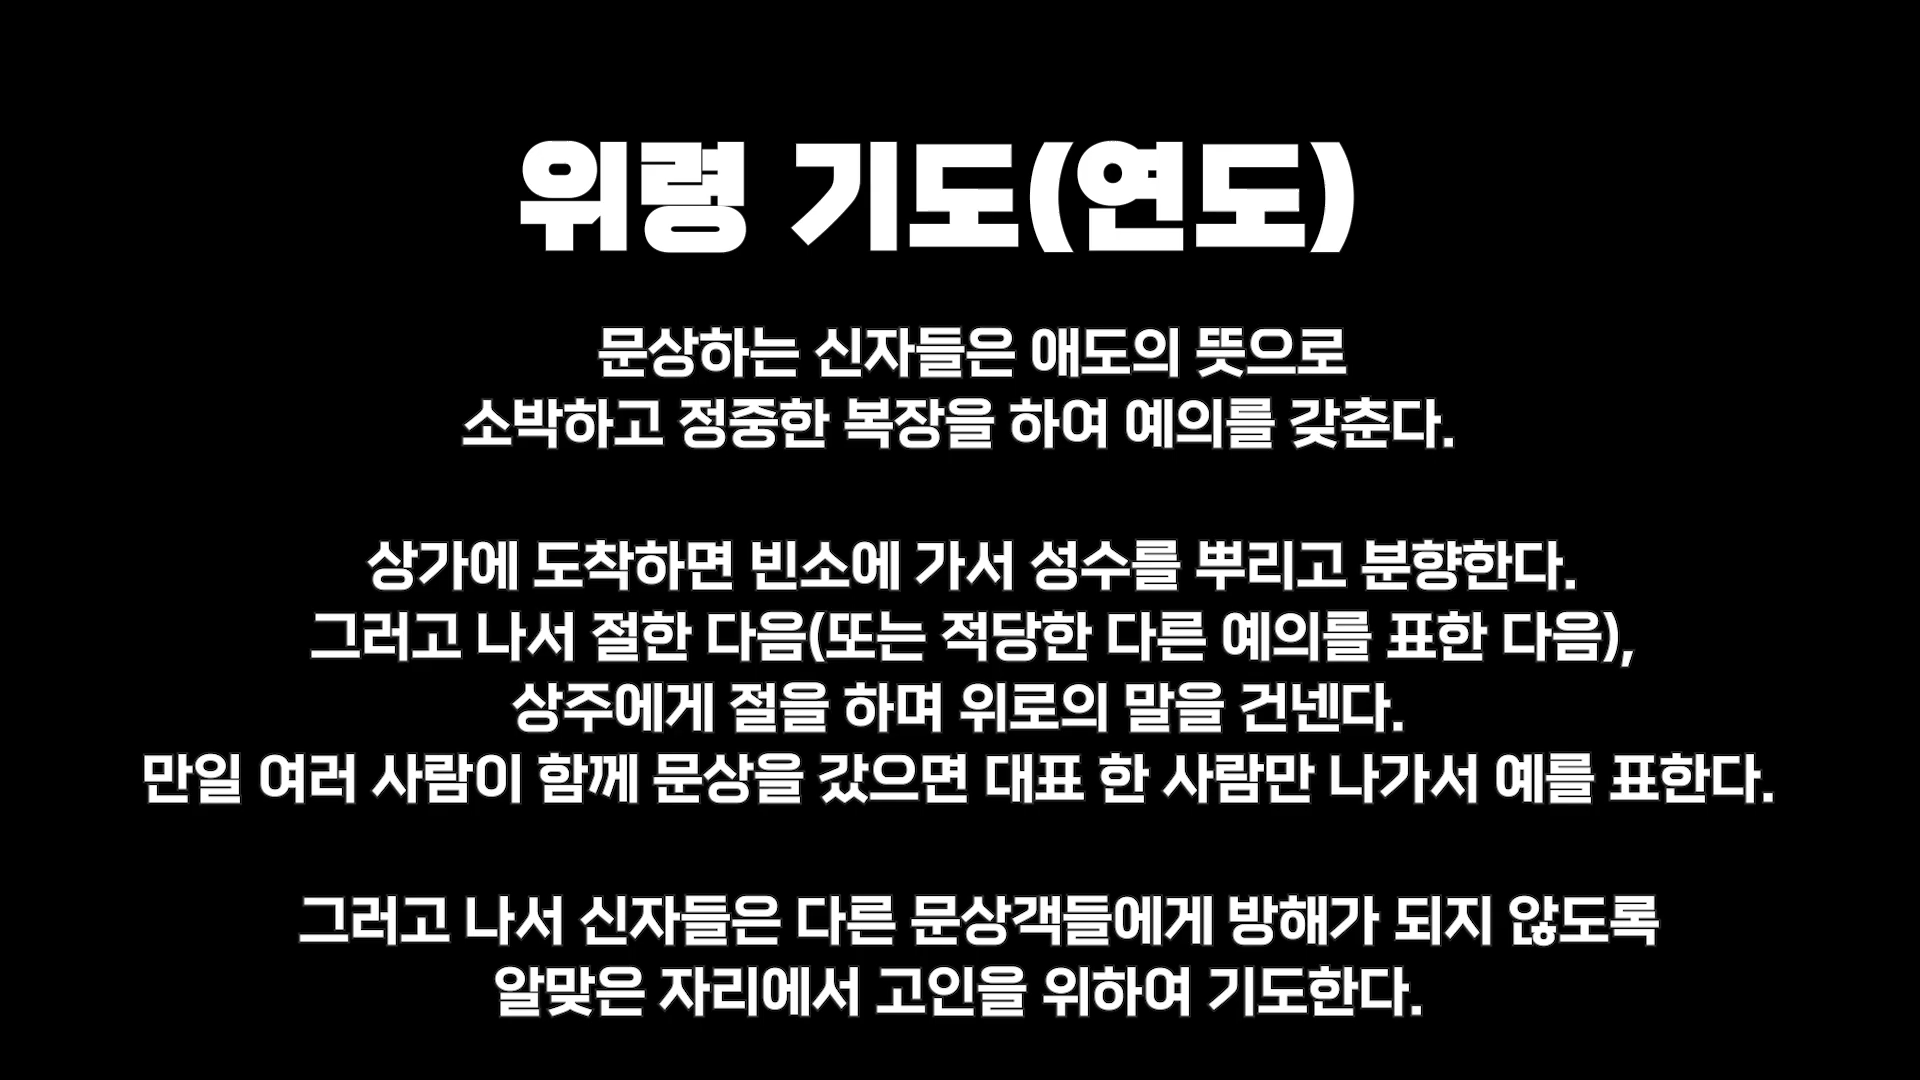 위령 기도(연도)
문상하는 신자들은 애도의 뜻으로
소박하고 정중한 복장을 하여 예의를 갖춘다.
상가에 도착하면 빈소에 가서 성수를 뿌리고 분향한다.
그러고 나서 절한 다음(또는 적당한 다른 예의를 표한 다음),
상주에게 절을 하며 위로의 말을 건넨다.
만일 여러 사람이 함께 문상을 갔으면 대표 한 사람만 나가서 예를 표한다.
그러고 나서 신자들은 다른 문상객들에게 방해가 되지 않도록
알맞은 자리에서 고인을 위하여 기도한다.